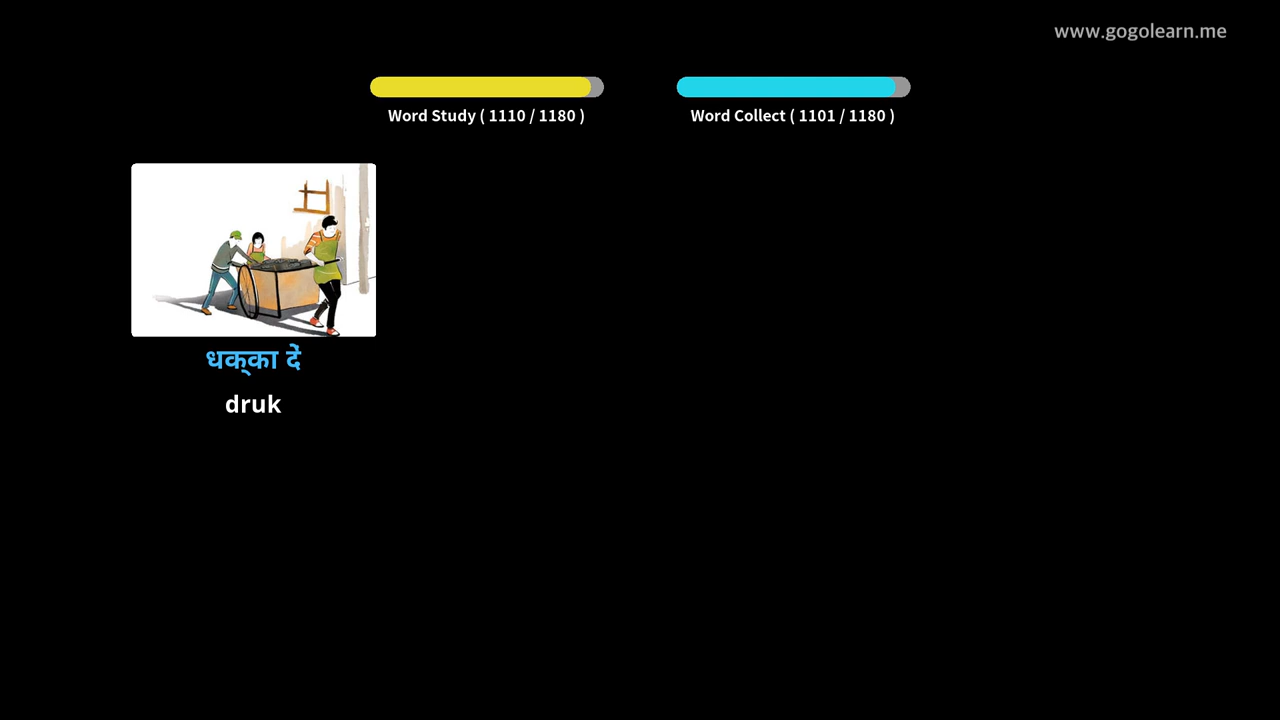 www.gogolearn.me
Word Study ( 1110 / 1180 )
Word Collect ( 1101 / 1180 )
धक्का दें
druk